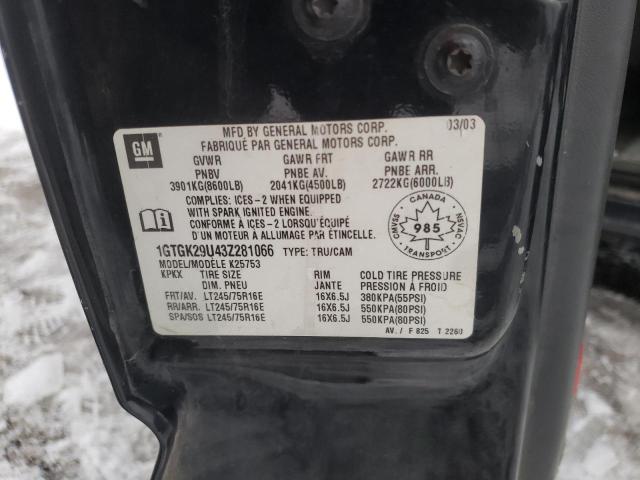 GM
MFD BY GENERAL MOTORS CORP. 03/03
FABRIQUÉ PAR GENERAL MOTORS CORP.
GVWR GAWR FRT GAWR RR
PNBV PNBE AV. PNBE ARR.
3901KG(8600LB) 2041KG(4500LB) 2722KG(6000LB)
COMPLIES: ICES-2 WHEN EQUIPPED
WITH SPARK IGNITED ENGINE.
CONFORME À ICES-2 LORSQU'ÉQUIPÉ
D'UN MOTEUR A ALLUMAGE PAR ÉTINCELLE.
CANADA
CMVSS 985 NSVAC
TRANSPORT
1GTGK29U43Z281066 TYPE: TRU/CAM
MODEL/MODÈLE K25753
KPKX TIRE SIZE RIM COLD TIRE PRESSURE
DIM. PNEU JANTE PRESSION À FROID
FRT/AV. LT245/75R16E 16X6.5J 380KPA(55PSI)
RR/ARR. LT245/75R16E 16X6.5J 550KPA(80PSI)
SPA/SOS LT245/75R16E 16X6.5J 550KPA(80PSI)
AV./ F 825 T 2260